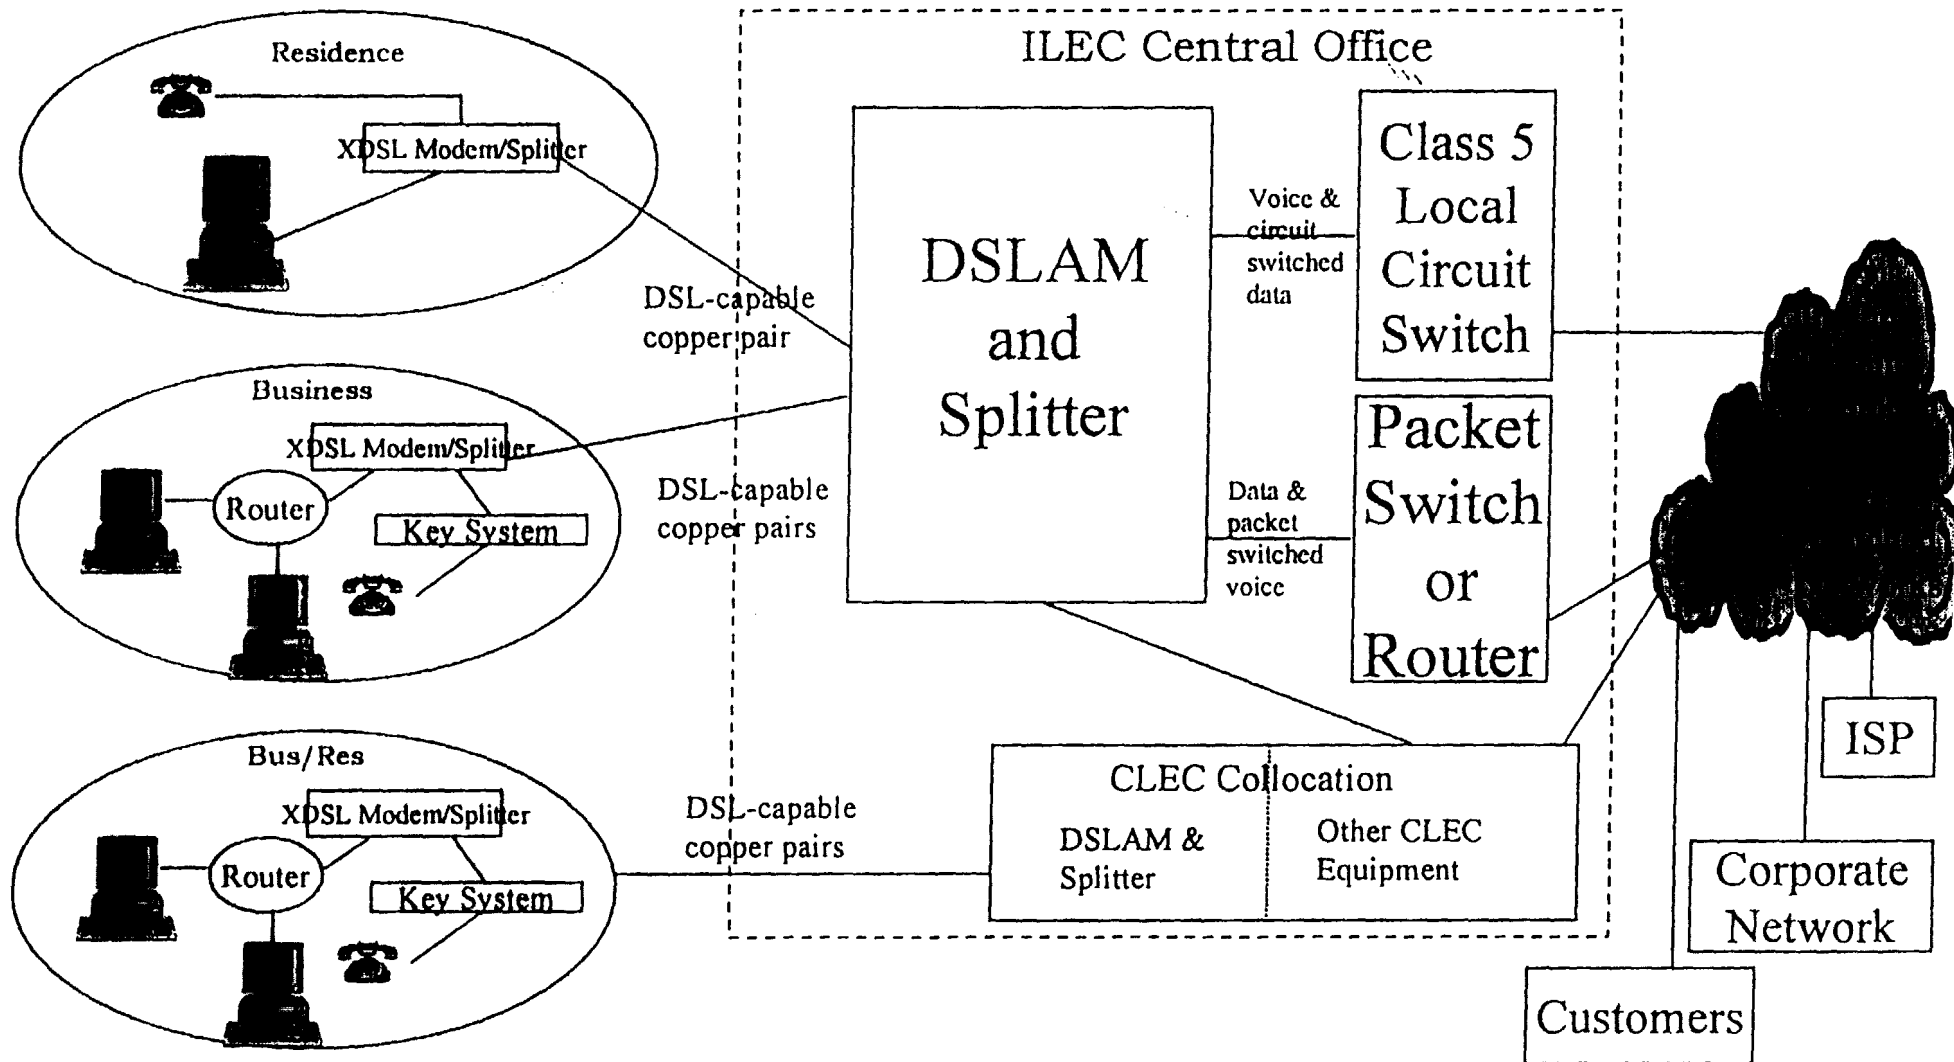 Residence
XDSL Modem/Splitter
DSL-capable
copper pair
Business
XDSL Modem/Splitter
Router
Key System
DSL-capable
copper pairs
Bus/Res
XDSL Modem/Splitter
Router
Key System
DSL-capable
copper pairs
ILEC Central Office
DSLAM
and
Splitter
Voice &
circuit
switched
data
Class 5
Local
Circuit
Switch
Data &
packet
switched
voice
Packet
Switch
or
Router
CLEC Collocation
DSLAM &
Splitter
Other CLEC
Equipment
ISP
Corporate
Network
Customers